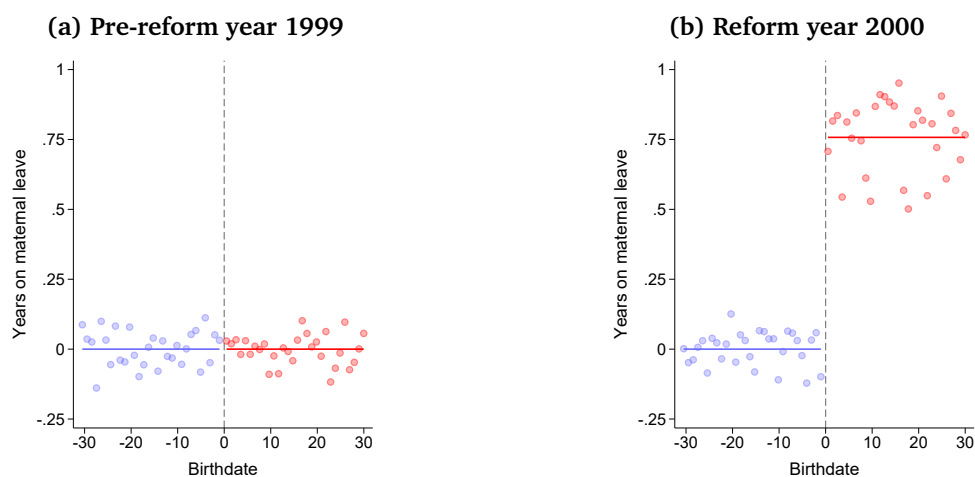 (a) Pre-reform year 1999
1
.75
.5
.25
0
-.25
Years on maternal leave
-30 -20 -10 0 10 20 30
Birthdate
(b) Reform year 2000
1
.75
.5
.25
0
-.25
Years on maternal leave
-30 -20 -10 0 10 20 30
Birthdate